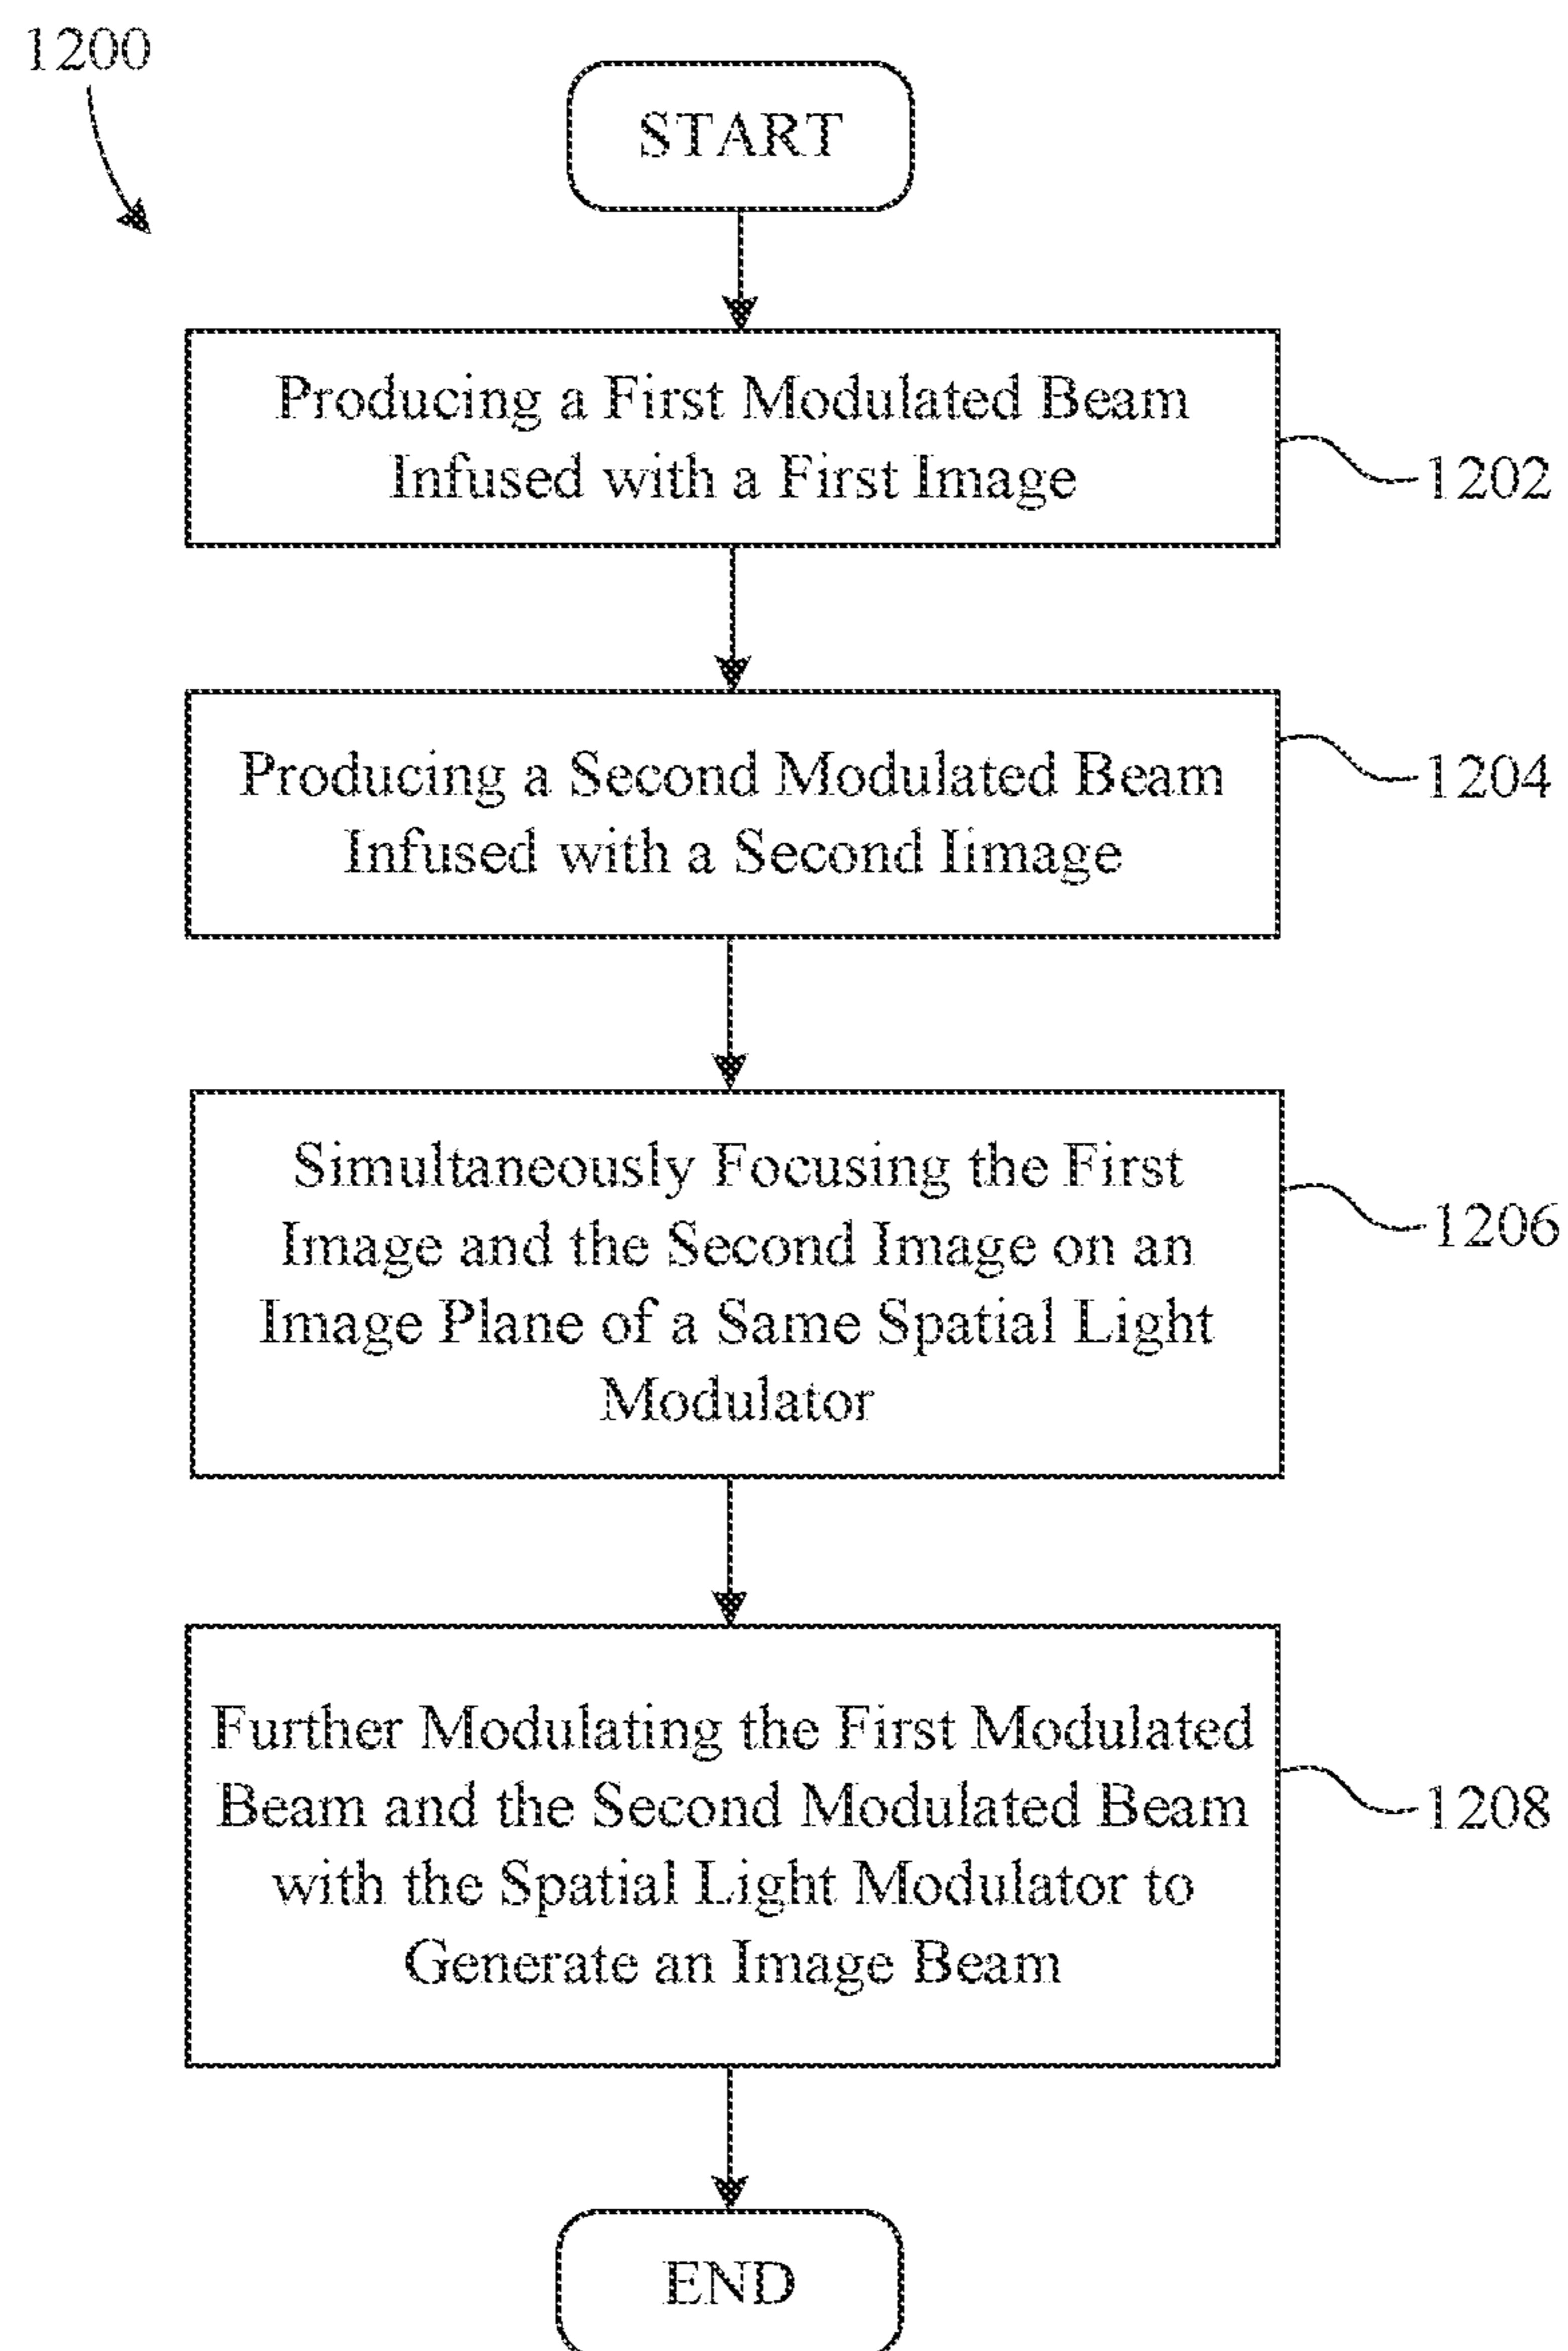 1200
START
Producing a First Modulated Beam
Infused with a First Image
1202
Producing a Second Modulated Beam
Infused with a Second Iimage
1204
Simultaneously Focusing the First
Image and the Second Image on an
Image Plane of a Same Spatial Light
Modulator
1206
Further Modulating the First Modulated
Beam and the Second Modulated Beam
with the Spatial Light Modulator to
Generate an Image Beam
1208
END